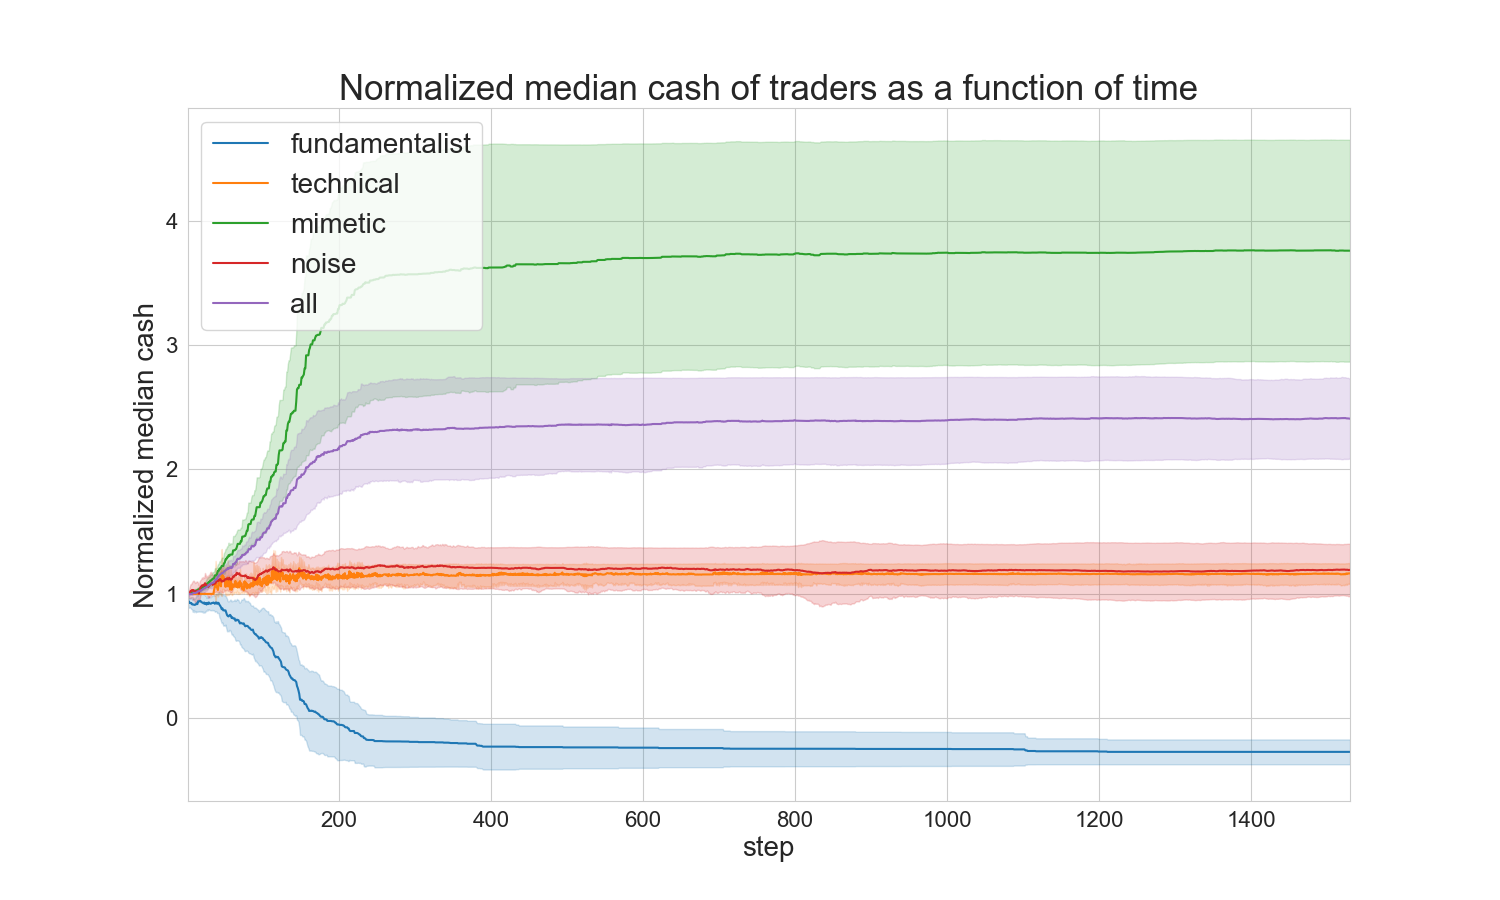 Normalized median cash of traders as a function of time
fundamentalist
technical
mimetic
noise
all
Normalized median cash
4
3
2
1
0
200 400 600 800 1000 1200 1400
step